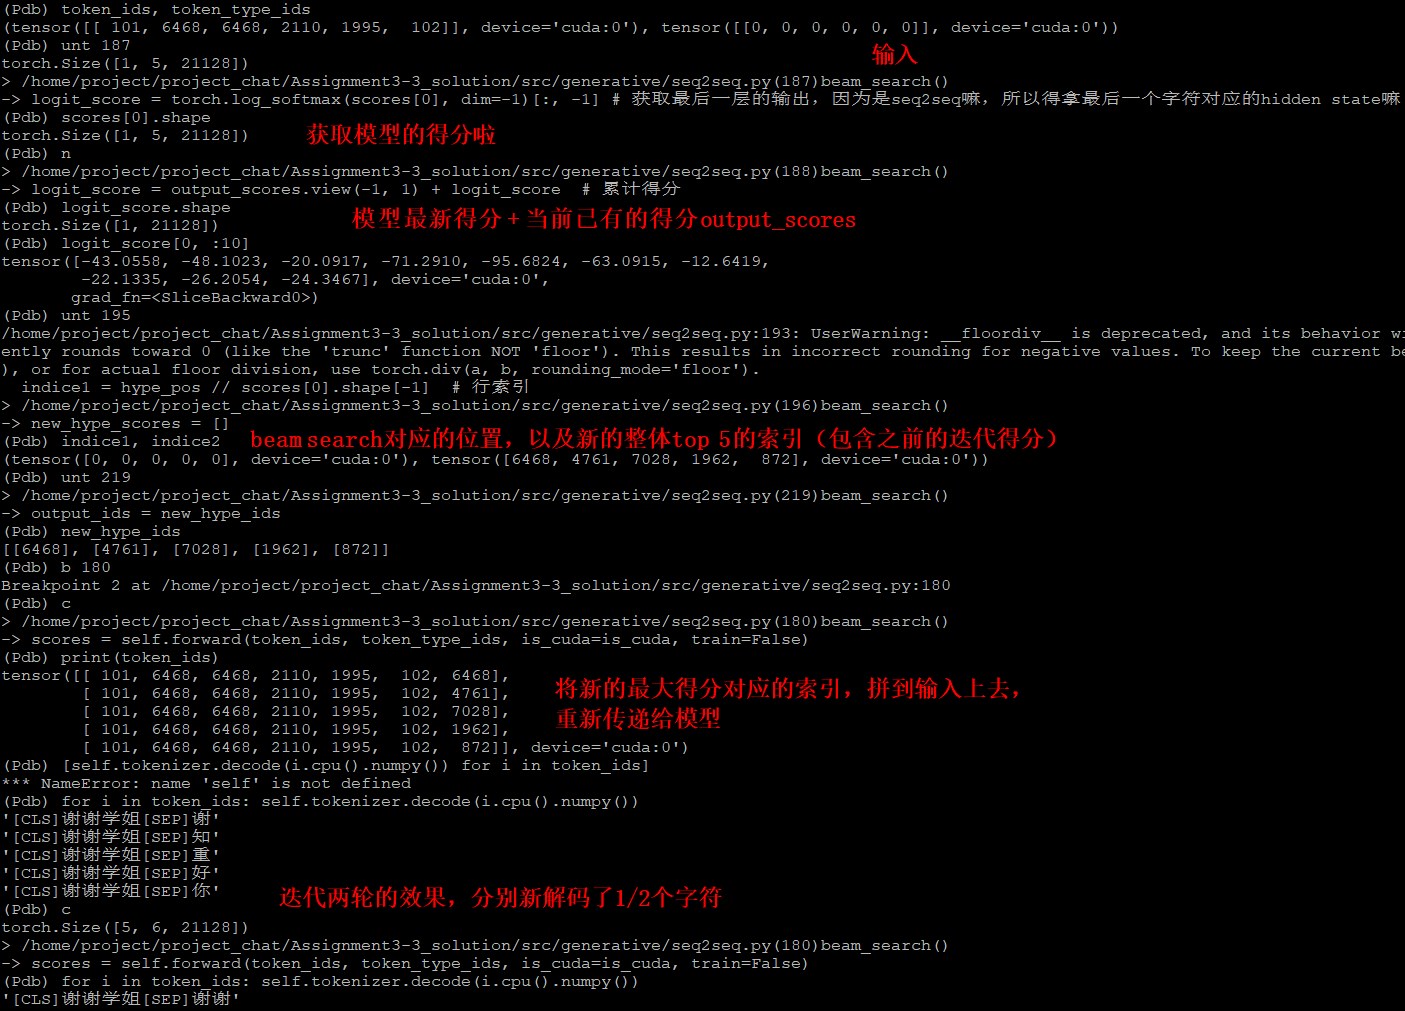 (Pdb) token_ids, token_type_ids
(tensor([[ 101, 6468, 6468, 2110, 1995,  102]], device='cuda:0'), tensor([[0, 0, 0, 0, 0, 0]], device='cuda:0'))
(Pdb) unt 187
输入
torch.Size([1, 5, 21128])
> /home/project/project_chat/Assignment3-3_solution/src/generative/seq2seq.py(187)beam_search()
-> logit_score = torch.log_softmax(scores[0], dim=-1)[:, -1] # 获取最后一层的输出，因为是seq2seq嘛，所以得拿最后一个字符对应的hidden state嘛
(Pdb) scores[0].shape
torch.Size([1, 5, 21128])
获取模型的得分啦
(Pdb) n
> /home/project/project_chat/Assignment3-3_solution/src/generative/seq2seq.py(188)beam_search()
-> logit_score = output_scores.view(-1, 1) + logit_score  # 累计得分
(Pdb) logit_score.shape
模型最新得分+当前已有的得分output_scores
torch.Size([1, 21128])
(Pdb) logit_score[0, :10]
tensor([-43.0558, -48.1023, -20.0917, -71.2910, -95.6824, -63.0915, -12.6419,
        -22.1335, -26.2054, -24.3467], device='cuda:0',
       grad_fn=<SliceBackward0>)
(Pdb) unt 195
/home/project/project_chat/Assignment3-3_solution/src/generative/seq2seq.py:193: UserWarning: __floordiv__ is deprecated, and its behavior wi
ently rounds toward 0 (like the 'trunc' function NOT 'floor'). This results in incorrect rounding for negative values. To keep the current be
), or for actual floor division, use torch.div(a, b, rounding_mode='floor').
  indice1 = hype_pos // scores[0].shape[-1]  # 行索引
> /home/project/project_chat/Assignment3-3_solution/src/generative/seq2seq.py(196)beam_search()
-> new_hype_scores = []
(Pdb) indice1, indice2
beam search对应的位置，以及新的整体top 5的索引（包含之前的迭代得分）
(tensor([0, 0, 0, 0, 0], device='cuda:0'), tensor([6468, 4761, 7028, 1962,  872], device='cuda:0'))
(Pdb) unt 219
> /home/project/project_chat/Assignment3-3_solution/src/generative/seq2seq.py(219)beam_search()
-> output_ids = new_hype_ids
(Pdb) new_hype_ids
[[6468], [4761], [7028], [1962], [872]]
(Pdb) b 180
Breakpoint 2 at /home/project/project_chat/Assignment3-3_solution/src/generative/seq2seq.py:180
(Pdb) c
> /home/project/project_chat/Assignment3-3_solution/src/generative/seq2seq.py(180)beam_search()
-> scores = self.forward(token_ids, token_type_ids, is_cuda=is_cuda, train=False)
(Pdb) print(token_ids)
tensor([[ 101, 6468, 6468, 2110, 1995,  102, 6468],
        [ 101, 6468, 6468, 2110, 1995,  102, 4761],
        [ 101, 6468, 6468, 2110, 1995,  102, 7028],
        [ 101, 6468, 6468, 2110, 1995,  102, 1962],
        [ 101, 6468, 6468, 2110, 1995,  102,  872]], device='cuda:0')
将新的最大得分对应的索引，拼到输入上去，
重新传递给模型
(Pdb) [self.tokenizer.decode(i.cpu().numpy()) for i in token_ids]
*** NameError: name 'self' is not defined
(Pdb) for i in token_ids: self.tokenizer.decode(i.cpu().numpy())
'[CLS]谢谢学姐[SEP]谢'
'[CLS]谢谢学姐[SEP]知'
'[CLS]谢谢学姐[SEP]重'
'[CLS]谢谢学姐[SEP]好'
'[CLS]谢谢学姐[SEP]你'
迭代两轮的效果，分别新解码了1/2个字符
(Pdb) c
torch.Size([5, 6, 21128])
> /home/project/project_chat/Assignment3-3_solution/src/generative/seq2seq.py(180)beam_search()
-> scores = self.forward(token_ids, token_type_ids, is_cuda=is_cuda, train=False)
(Pdb) for i in token_ids: self.tokenizer.decode(i.cpu().numpy())
'[CLS]谢谢学姐[SEP]谢谢'